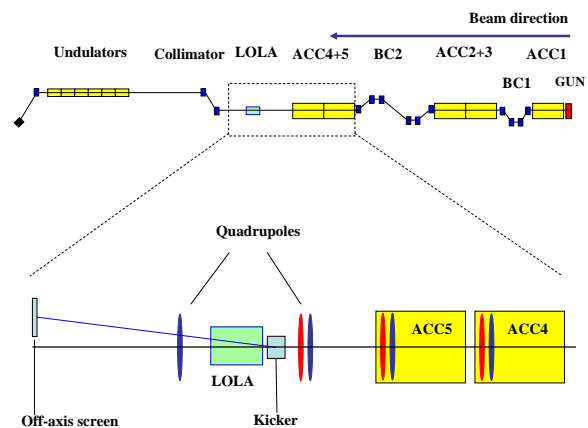 Beam direction
Undulators Collimator LOLA ACC4+5 BC2 ACC2+3 ACC1
BC1 GUN
Quadrupoles
ACC5 ACC4
LOLA
Off-axis screen Kicker